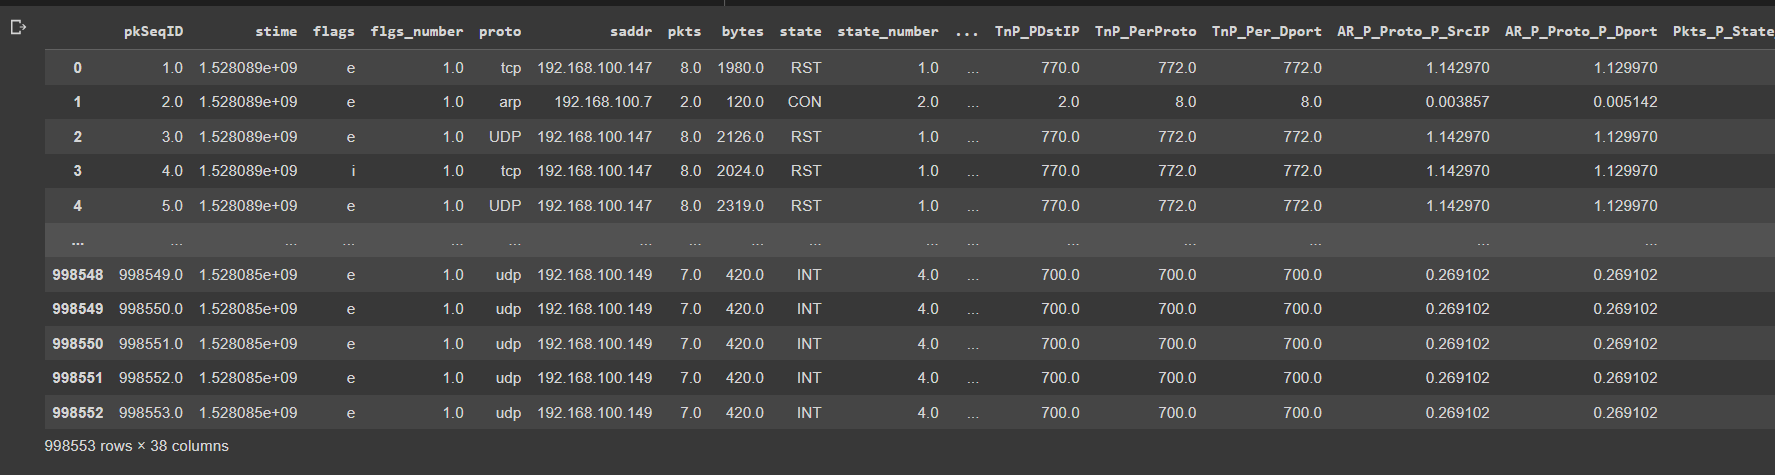 pkSeqID stime flags flgs_number proto saddr pkts bytes state state_number ... TnP_PDstIP TnP_PerProto TnP_Per_Dport AR_P_Proto_P_SrcIP AR_P_Proto_P_Dport Pkts_P_State_
0 1.0 1.528089e+09 e 1.0 tcp 192.168.100.147 8.0 1980.0 RST 1.0 ... 770.0 772.0 772.0 1.142970 1.129970
1 2.0 1.528089e+09 e 1.0 arp 192.168.100.7 2.0 120.0 CON 2.0 ... 2.0 8.0 8.0 0.003857 0.005142
2 3.0 1.528089e+09 e 1.0 UDP 192.168.100.147 8.0 2126.0 RST 1.0 ... 770.0 772.0 772.0 1.142970 1.129970
3 4.0 1.528089e+09 i 1.0 tcp 192.168.100.147 8.0 2024.0 RST 1.0 ... 770.0 772.0 772.0 1.142970 1.129970
4 5.0 1.528089e+09 e 1.0 UDP 192.168.100.147 8.0 2319.0 RST 1.0 ... 770.0 772.0 772.0 1.142970 1.129970
... ... ... ... ... ... ... ... ... ... ... ... ... ... ... ... ...
998548 998549.0 1.528085e+09 e 1.0 udp 192.168.100.149 7.0 420.0 INT 4.0 ... 700.0 700.0 700.0 0.269102 0.269102
998549 998550.0 1.528085e+09 e 1.0 udp 192.168.100.149 7.0 420.0 INT 4.0 ... 700.0 700.0 700.0 0.269102 0.269102
998550 998551.0 1.528085e+09 e 1.0 udp 192.168.100.149 7.0 420.0 INT 4.0 ... 700.0 700.0 700.0 0.269102 0.269102
998551 998552.0 1.528085e+09 e 1.0 udp 192.168.100.149 7.0 420.0 INT 4.0 ... 700.0 700.0 700.0 0.269102 0.269102
998552 998553.0 1.528085e+09 e 1.0 udp 192.168.100.149 7.0 420.0 INT 4.0 ... 700.0 700.0 700.0 0.269102 0.269102
998553 rows × 38 columns